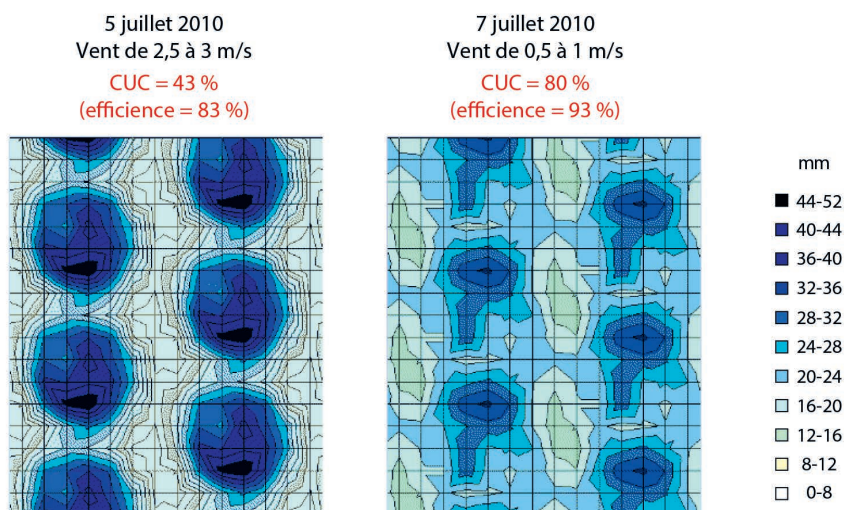 5 juillet 2010
Vent de 2,5 à 3 m/s
CUC = 43 %
(efficience = 83 %)
7 juillet 2010
Vent de 0,5 à 1 m/s
CUC = 80 %
(efficience = 93 %)
mm
44-52
40-44
36-40
32-36
28-32
24-28
20-24
16-20
12-16
8-12
0-8